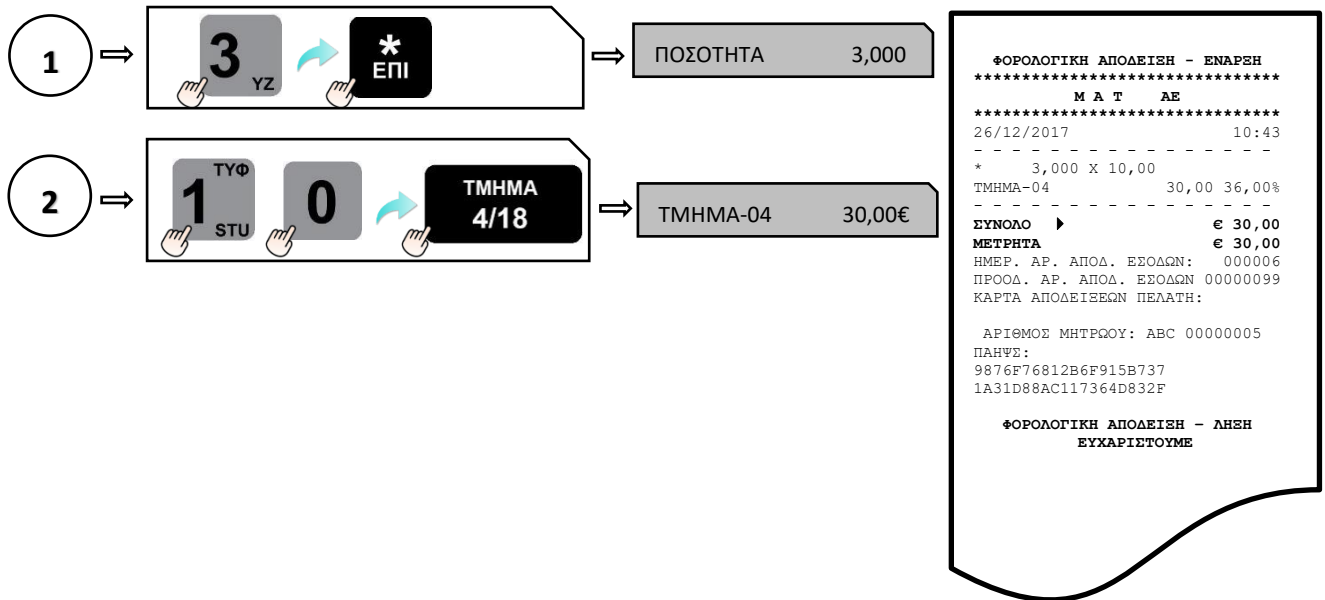 1
3 YZ
*
ΕΠΙ
ΠΟΣΟΤΗΤΑ 3,000
2
ΤΥΦ
1
STU
0
ΤΜΗΜΑ
4/18
ΤΜΗΜΑ-04 30,00€
ΦΟΡΟΛΟΓΙΚΗ ΑΠΟΔΕΙΞΗ - ΕΝΑΡΞΗ
********************************
Μ Α Τ ΑΕ
********************************
26/12/2017 10:43
- - - - - - - - - - - - - - - -
* 3,000 X 10,00
ΤΜΗΜΑ-04 30,00 36,00%
- - - - - - - - - - - - - - - -
ΣΥΝΟΛΟ € 30,00
ΜΕΤΡΗΤΑ € 30,00
ΗΜΕΡ. ΑΡ. ΑΠΟΔ. ΕΣΟΔΩΝ: 000006
ΠΡΟΟΔ. ΑΡ. ΑΠΟΔ. ΕΣΟΔΩΝ 00000099
ΚΑΡΤΑ ΑΠΟΔΕΙΞΕΩΝ ΠΕΛΑΤΗ:
ΑΡΙΘΜΟΣ ΜΗΤΡΩΟΥ: ABC 00000005
ΠΑΗΨΣ:
9876F76812B6F915B737
1A31D88AC117364D832F
ΦΟΡΟΛΟΓΙΚΗ ΑΠΟΔΕΙΞΗ – ΛΗΞΗ
ΕΥΧΑΡΙΣΤΟΥΜΕ